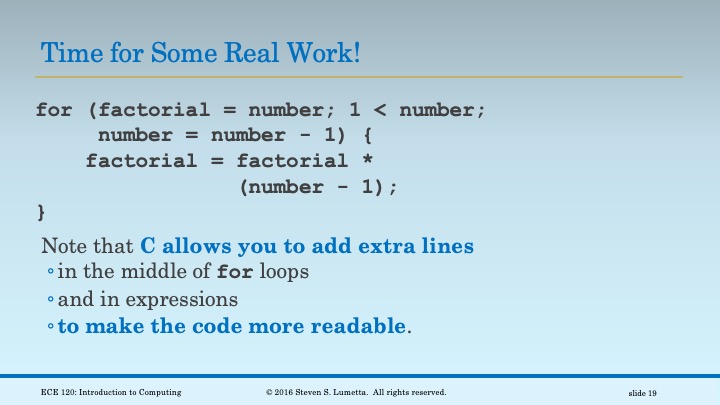 Time for Some Real Work!
for (factorial = number; 1 < number;
     number = number - 1) {
    factorial = factorial *
                (number - 1);
}
Note that C allows you to add extra lines
◦in the middle of for loops
◦and in expressions
◦to make the code more readable.
ECE 120: Introduction to Computing © 2016 Steven S. Lumetta. All rights reserved. slide 19